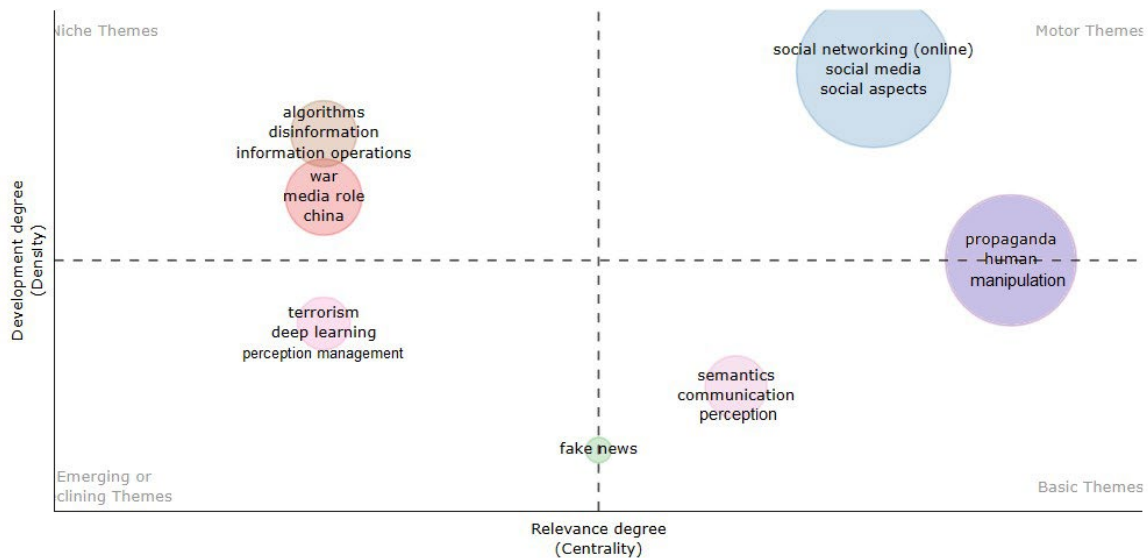 Niche Themes
Motor Themes
social networking (online)
social media
social aspects
algorithms
disinformation
information operations
war
media role
china
propaganda
human
manipulation
terrorism
deep learning
perception management
semantics
communication
perception
fake news
Emerging or
clining Themes
Basic Themes
Development degree
(Density)
Relevance degree
(Centrality)